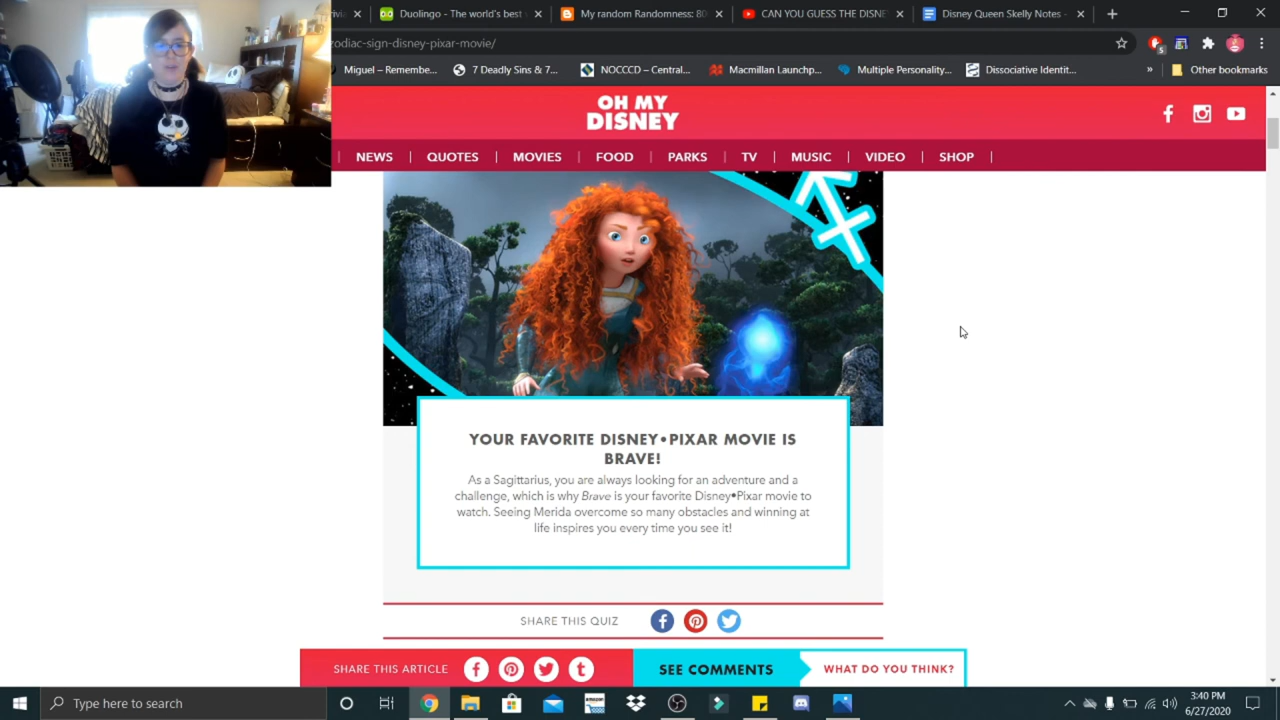 Duolingo - The world's best
My random Randomness: 80
CAN YOU GUESS THE DISNE
Disney Queen Skelly Notes -
zodiac-sign-disney-pixar-movie/
Miguel – Remembe...
7 Deadly Sins & 7...
NOCCCD – Central...
Macmillan Launchp...
Multiple Personality...
Dissociative Identit...
»
Other bookmarks
OH MY
DISNEY
NEWS | QUOTES | MOVIES | FOOD | PARKS | TV | MUSIC | VIDEO | SHOP |
YOUR FAVORITE DISNEY•PIXAR MOVIE IS
BRAVE!
As a Sagittarius, you are always looking for an adventure and a
challenge, which is why Brave is your favorite Disney•Pixar movie to
watch. Seeing Merida overcome so many obstacles and winning at
life inspires you every time you see it!
SHARE THIS QUIZ
SHARE THIS ARTICLE
SEE COMMENTS
WHAT DO YOU THINK?
Type here to search
3:40 PM
6/27/2020